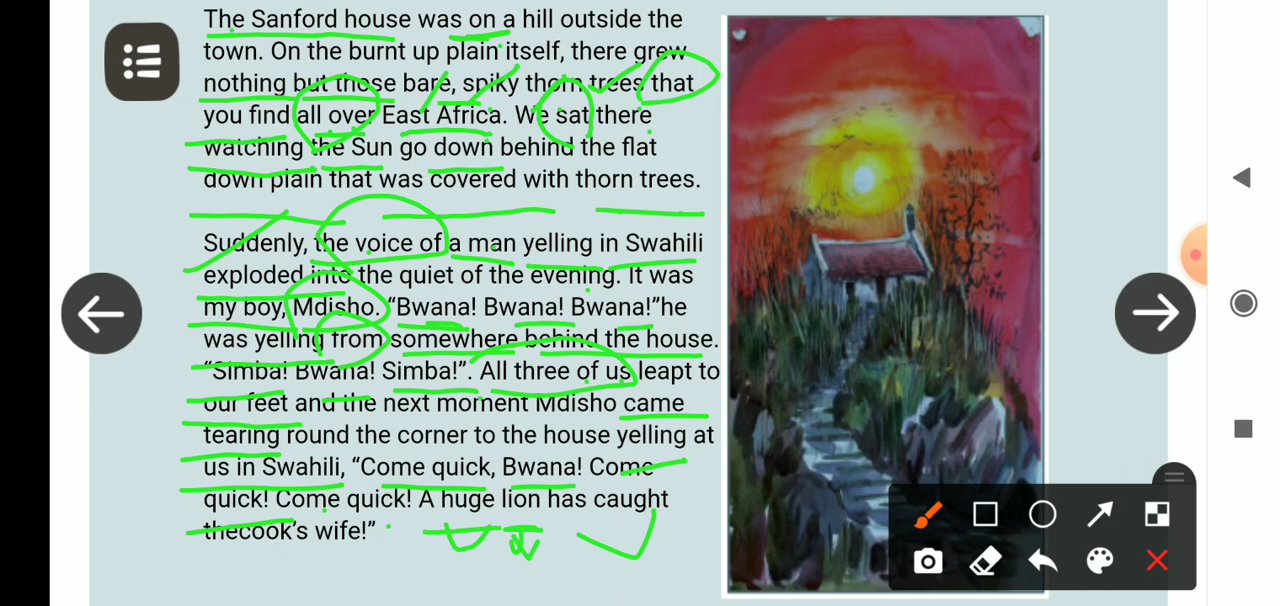 The Sanford house was on a hill outside the
town. On the burnt up plain itself, there grew
nothing but those bare, spiky thorn trees that
you find all over East Africa. We sat there
watching the Sun go down behind the flat
down plain that was covered with thorn trees.
Suddenly, the voice of a man yelling in Swahili
exploded into the quiet of the evening. It was
my boy, Mdisho. “Bwana! Bwana! Bwana!”he
was yelling from somewhere behind the house.
“Simba! Bwana! Simba!”. All three of us leapt to
our feet and the next moment Mdisho came
tearing round the corner to the house yelling at
us in Swahili, “Come quick, Bwana! Come
quick! Come quick! A huge lion has caught
thecook’s wife!”